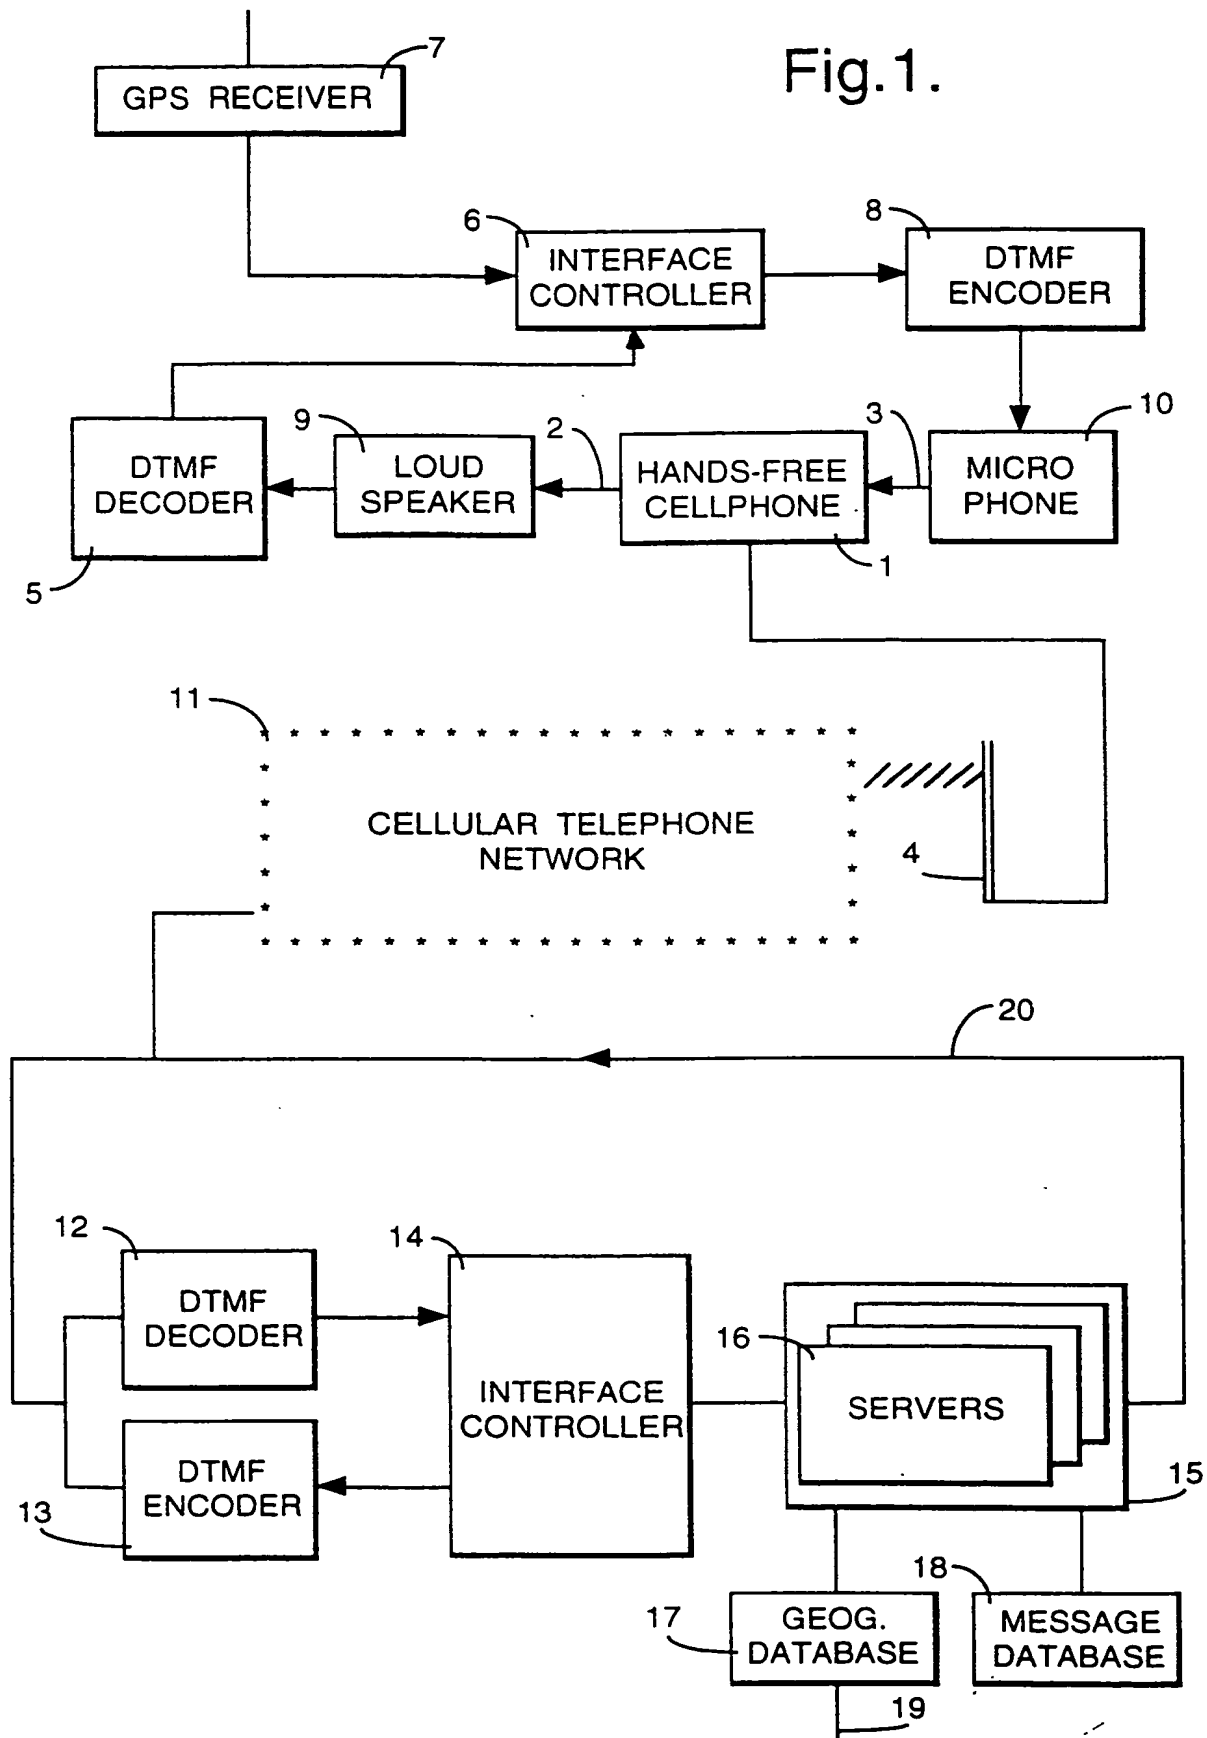 Fig.1.
7
GPS RECEIVER
6
INTERFACE
CONTROLLER
8
DTMF
ENCODER
5
DTMF
DECODER
9
LOUD
SPEAKER
2
HANDS-FREE
CELLPHONE
1
3
10
MICRO
PHONE
11
CELLULAR TELEPHONE
NETWORK
4
20
12
DTMF
DECODER
13
DTMF
ENCODER
14
INTERFACE
CONTROLLER
16
SERVERS
15
17
GEOG.
DATABASE
18
MESSAGE
DATABASE
19